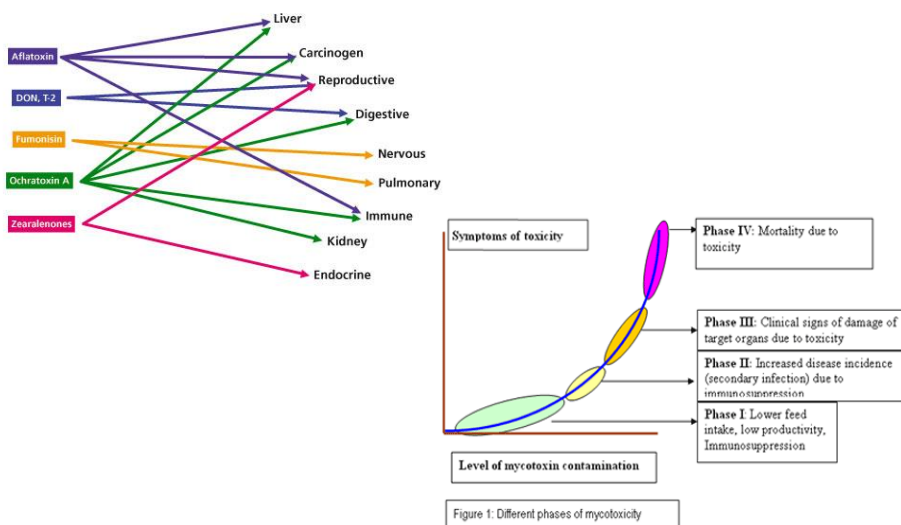 Liver
Aflatoxin
Carcinogen
Reproductive
DON, T-2
Digestive
Fumonisin
Nervous
Ochratoxin A
Pulmonary
Immune
Zearalenones
Kidney
Endocrine
Symptoms of toxicity
Phase IV: Mortality due to
toxicity
Phase III: Clinical signs of damage of
target organs due to toxicity
Phase II: Increased disease incidence
(secondary infection) due to
immunosuppression
Phase I: Lower feed
intake, low productivity,
Immunosuppression
Level of mycotoxin contamination
Figure 1: Different phases of mycotoxicity